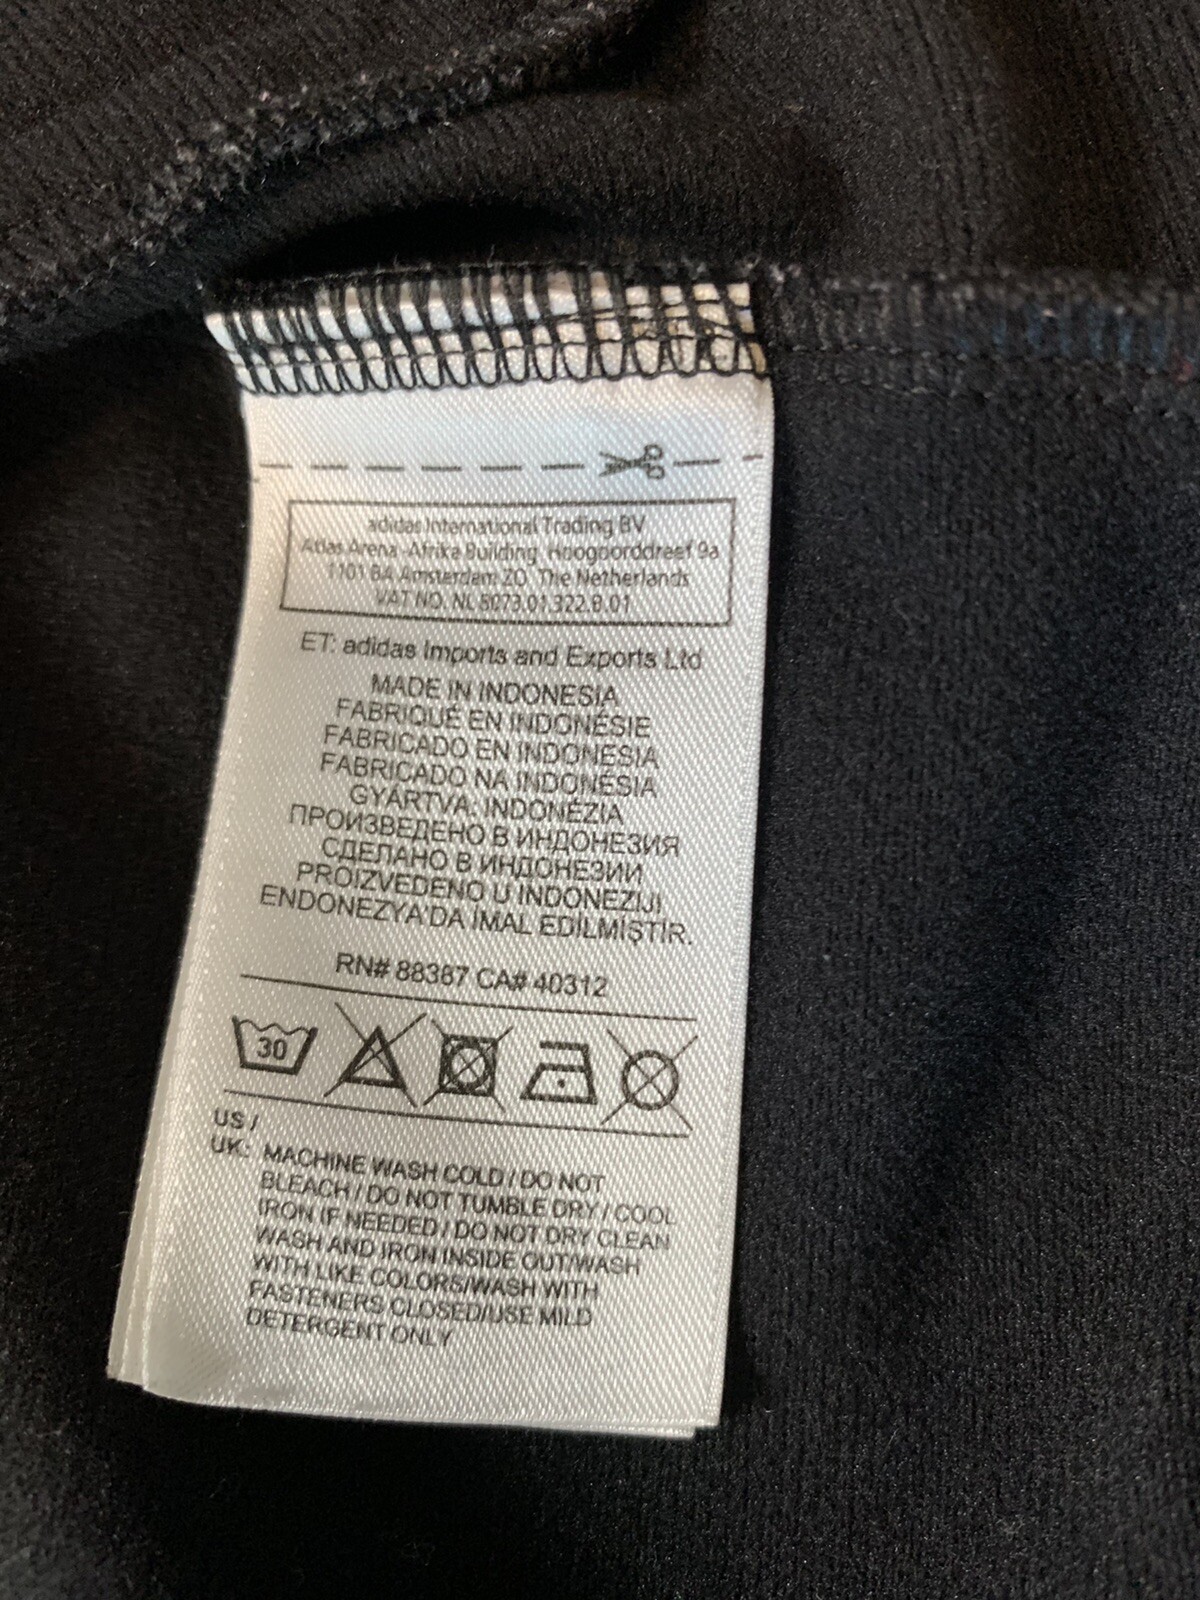 adidas International Trading BV
Atlas Arena Afrika Building, Hoogoorddreef 9a
1101 BA Amsterdam ZO The Netherlands
VAT NO. NL 8073.01.322.B.01
ET: adidas Imports and Exports Ltd
MADE IN INDONESIA
FABRIQUÉ EN INDONÉSIE
FABRICADO EN INDONESIA
FABRICADO NA INDONÉSIA
GYÁRTVA: INDONÉZIA
ПРОИЗВЕДЕНО В ИНДОНЕЗИЯ
СДЕЛАНО В ИНДОНЕЗИИ
PROIZVEDENO U INDONEZIJI
ENDONEZYA'DA İMAL EDİLMİŞTİR.
RN# 88387 CA# 40312
30
US /
UK: MACHINE WASH COLD / DO NOT
BLEACH / DO NOT TUMBLE DRY / COOL
IRON IF NEEDED / DO NOT DRY CLEAN
WASH AND IRON INSIDE OUT/WASH
WITH LIKE COLORS/WASH WITH
FASTENERS CLOSED/USE MILD
DETERGENT ONLY